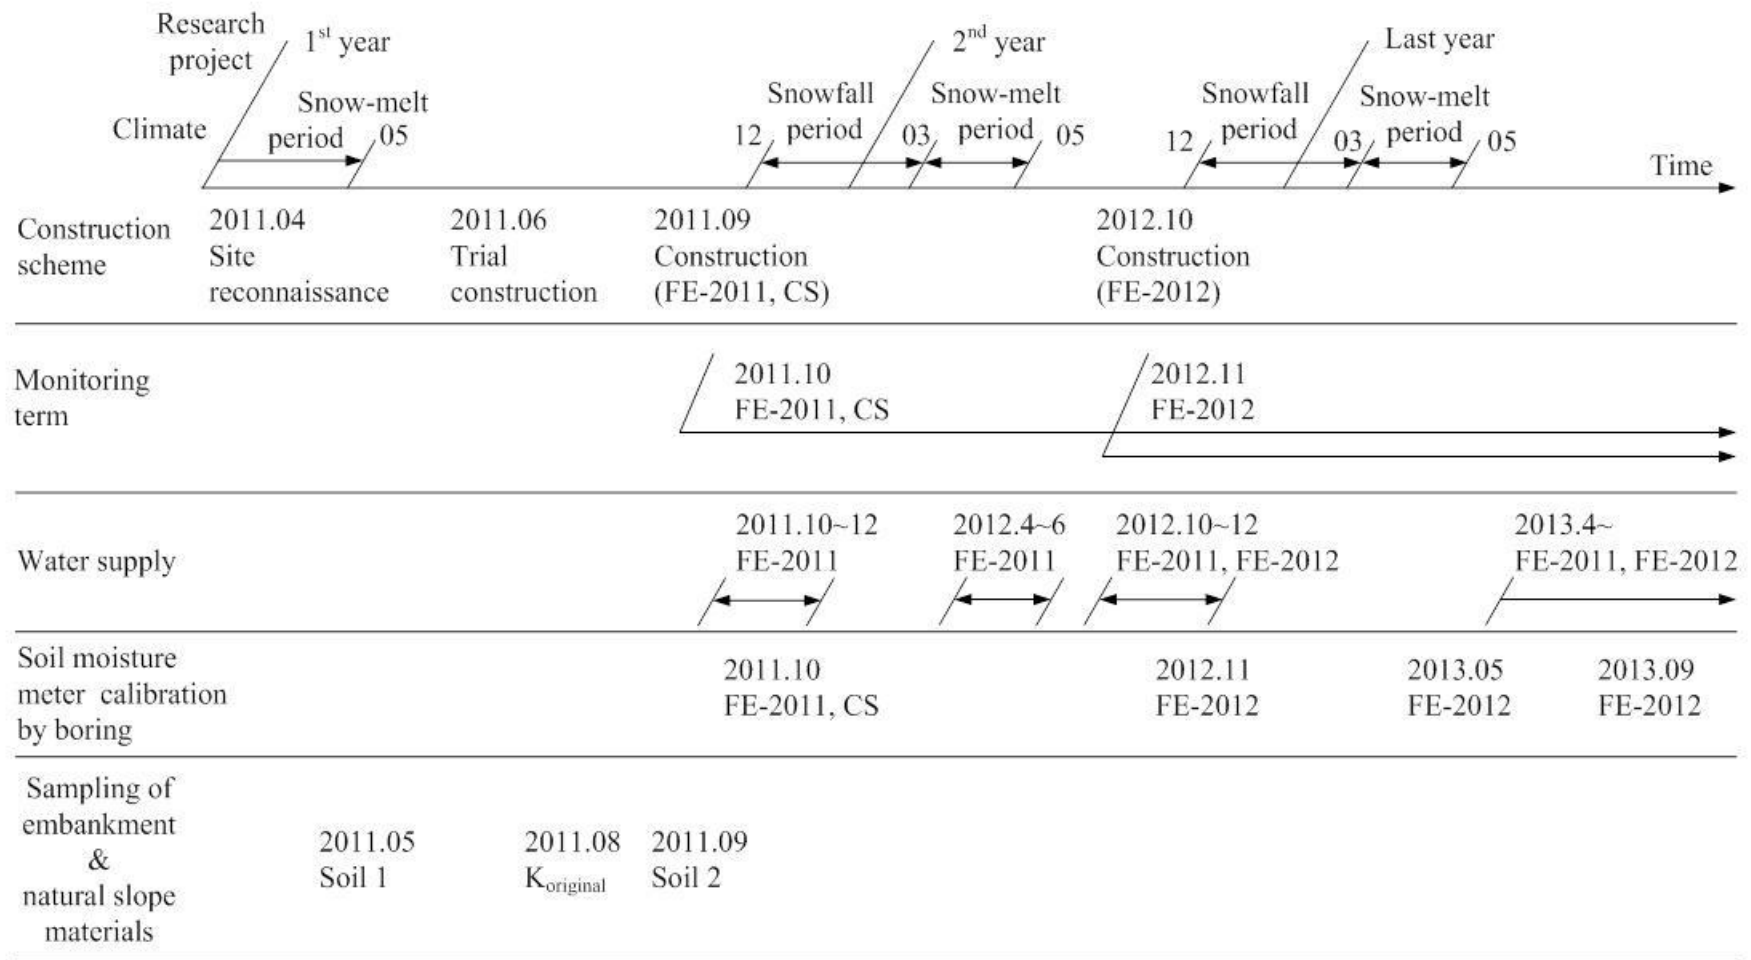 Research
project
1st year
2nd year
Last year
Climate
Snow-melt
period
05
12
Snowfall
period
03
Snow-melt
period
05
12
Snowfall
period
03
Snow-melt
period
05
Time
Construction
scheme
2011.04
Site
reconnaissance
2011.06
Trial
construction
2011.09
Construction
(FE-2011, CS)
2012.10
Construction
(FE-2012)
Monitoring
term
2011.10
FE-2011, CS
2012.11
FE-2012
Water supply
2011.10~12
FE-2011
2012.4~6
FE-2011
2012.10~12
FE-2011, FE-2012
2013.4~
FE-2011, FE-2012
Soil moisture
meter calibration
by boring
2011.10
FE-2011, CS
2012.11
FE-2012
2013.05
FE-2012
2013.09
FE-2012
Sampling of
embankment
&
natural slope
materials
2011.05
Soil 1
2011.08
Koriginal
2011.09
Soil 2